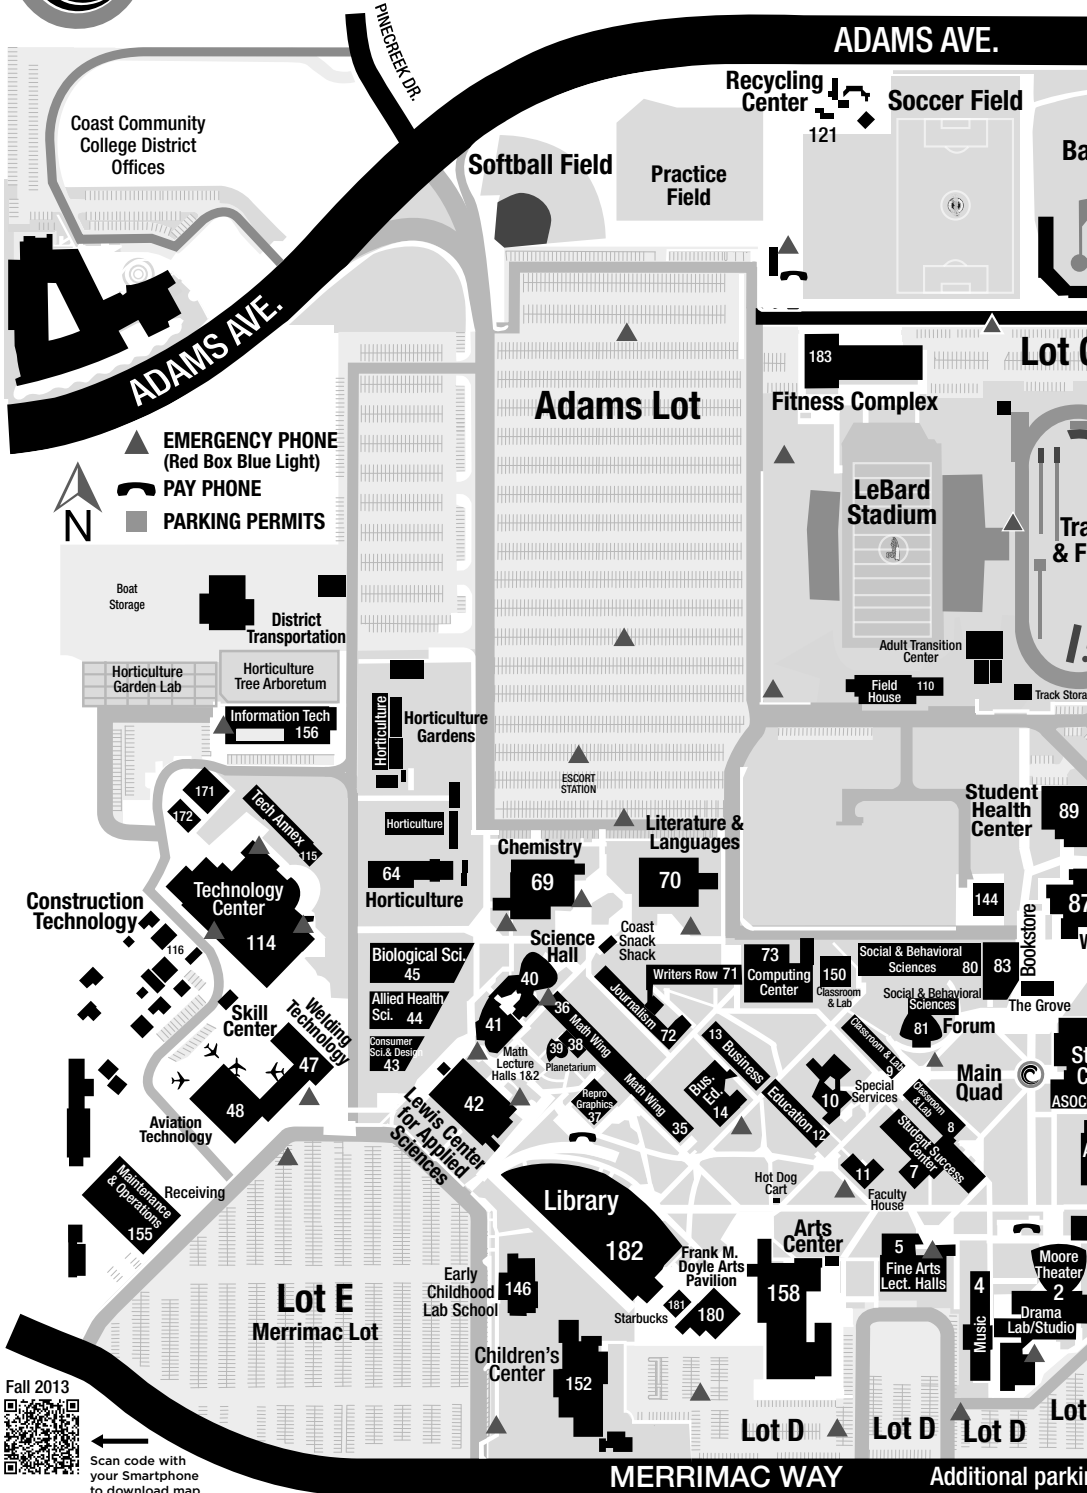 ADAMS AVE.
PINECREEK DR.
Recycling
Center
121
Soccer Field
Coast Community
College District
Offices
Softball Field
Practice
Field
Ba
ADAMS AVE.
183
Fitness Complex
Lot
Adams Lot
EMERGENCY PHONE
(Red Box Blue Light)
PAY PHONE
PARKING PERMITS
N
LeBard
Stadium
Tra
& F
Boat
Storage
District
Transportation
Adult Transition
Center
Horticulture
Garden Lab
Horticulture
Tree Arboretum
Field
House
110
Track Stora
Information Tech
156
Horticulture
Horticulture
Gardens
ESCORT
STATION
171
172
Tech Annex
115
Horticulture
Student
Health
Center
89
Literature &
Languages
Chemistry
69
70
64
Horticulture
Technology
Center
114
Construction
Technology
116
144
87
Bookstore
W
Coast
Snack
Shack
Science
Hall
40
Biological Sci.
45
Writers Row 71
73
Computing
Center
150
Classroom
& Lab
Social & Behavioral
Sciences 80
83
The Grove
Social & Behavioral
Sciences
81
Forum
Allied Health
Sci. 44
Skill
Center
Welding
Technology
47
41
36
Math Wing
Journalism
72
Consumer
Sci.& Design
43
Math
Lecture
Halls 1&2
39
38
Planetarium
13
Business
Classroom & Lab
9
Main
Quad
St
C
ASOC
48
Aviation
Technology
42
Lewis Center
for Applied
Sciences
Repro
Graphics
37
Math Wing
35
Bus.
Ed.
14
Education
12
10
Special
Services
Classroom
& Lab
8
Student Success
Center
7
11
Faculty
House
Hot Dog
Cart
Maintenance
& Operations
155
Receiving
Library
182
Arts
Center
158
5
Fine Arts
Lect. Halls
Moore
Theater
2
Drama
Lab/Studio
4
Music
Frank M.
Doyle Arts
Pavilion
180
181
Starbucks
Early
Childhood
Lab School
146
Lot E
Merrimac Lot
Children's
Center
152
Lot D
Lot D
Lot D
Lot
Fall 2013
Scan code with
your Smartphone
to download map
MERRIMAC WAY
Additional parki